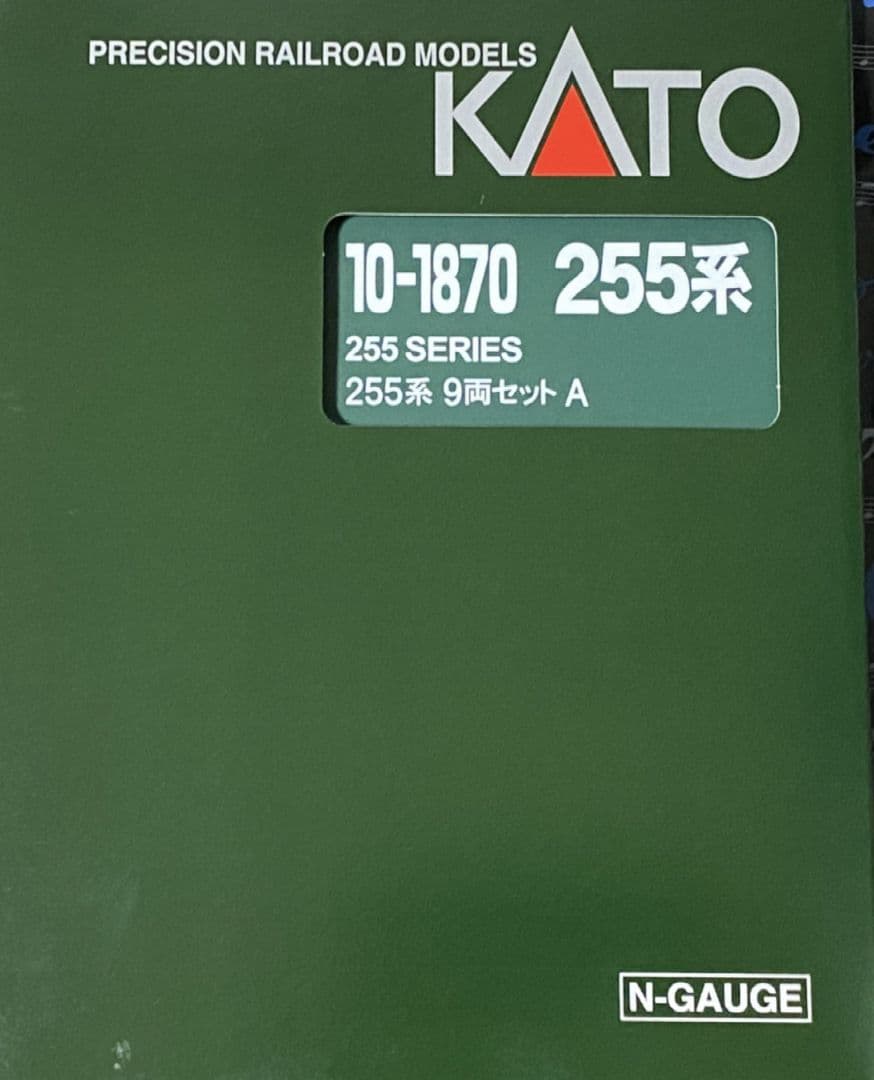 PRECISION RAILROAD MODELS
KATO
10-1870 255系
255 SERIES
255系 9両セット A
N-GAUGE